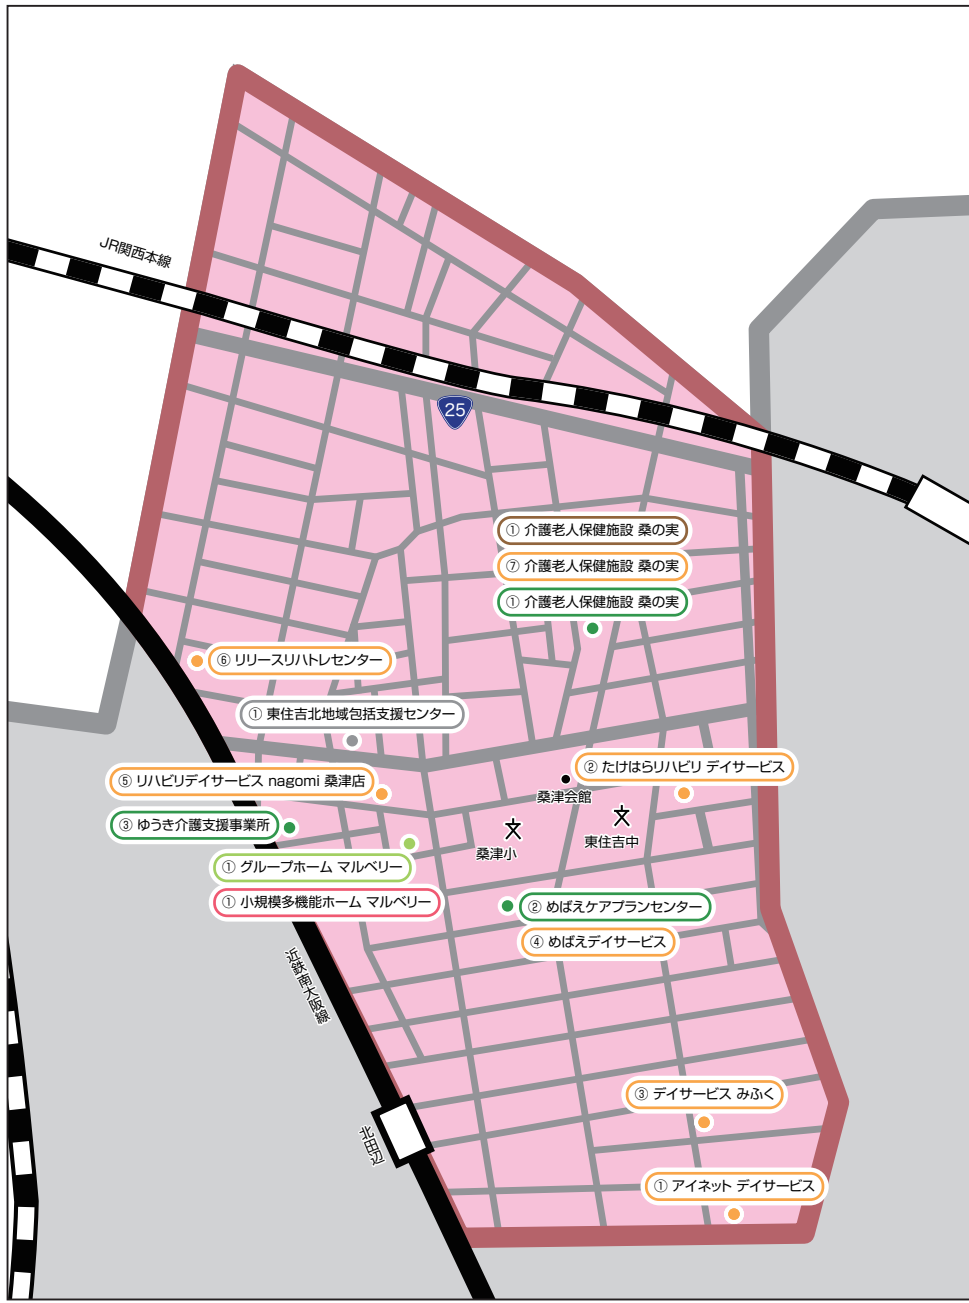 JR関西本線
25
① 介護老人保健施設 桑の実
⑦ 介護老人保健施設 桑の実
① 介護老人保健施設 桑の実
⑥ リリースリハトレセンター
① 東住吉北地域包括支援センター
② たけはらリハビリ デイサービス
⑤ リハビリデイサービス nagomi 桑津店
桑津会館
③ ゆうき介護支援事業所
東住吉中
桑津小
① グループホーム マルベリー
① 小規模多機能ホーム マルベリー
② めばえケアプランセンター
④ めばえデイサービス
近鉄南大阪線
③ デイサービス みふく
北田辺
① アイネット デイサービス